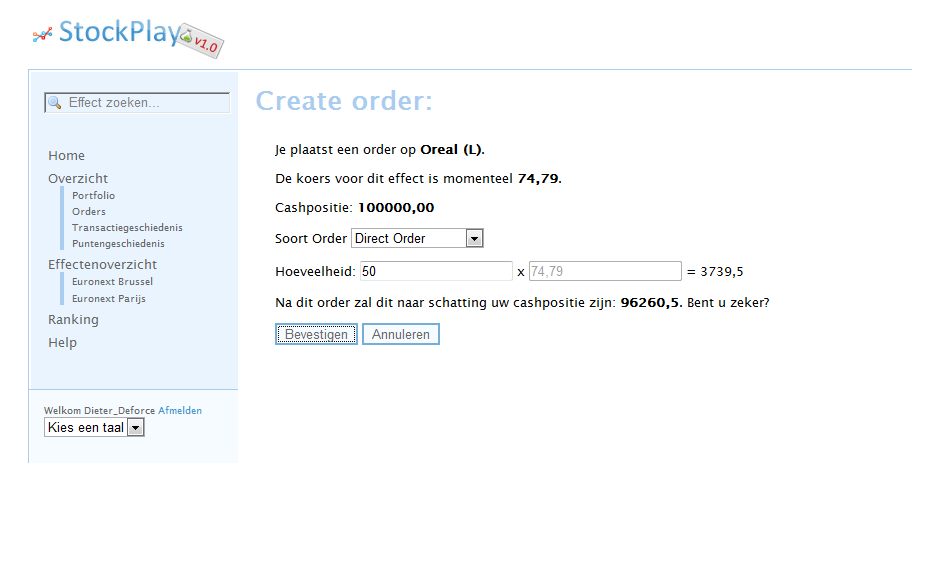 StockPlay v1.0
Effect zoeken...
Home
Overzicht
Portfolio
Orders
Transactiegeschiedenis
Puntengeschiedenis
Effectenoverzicht
Euronext Brussel
Euronext Parijs
Ranking
Help
Welkom Dieter_Deforce Afmelden
Kies een taal
Create order:
Je plaatst een order op Oreal (L).
De koers voor dit effect is momenteel 74,79.
Cashpositie: 100000,00
Soort Order Direct Order
Hoeveelheid: 50 x 74,79 = 3739,5
Na dit order zal dit naar schatting uw cashpositie zijn: 96260,5. Bent u zeker?
Bevestigen Annuleren